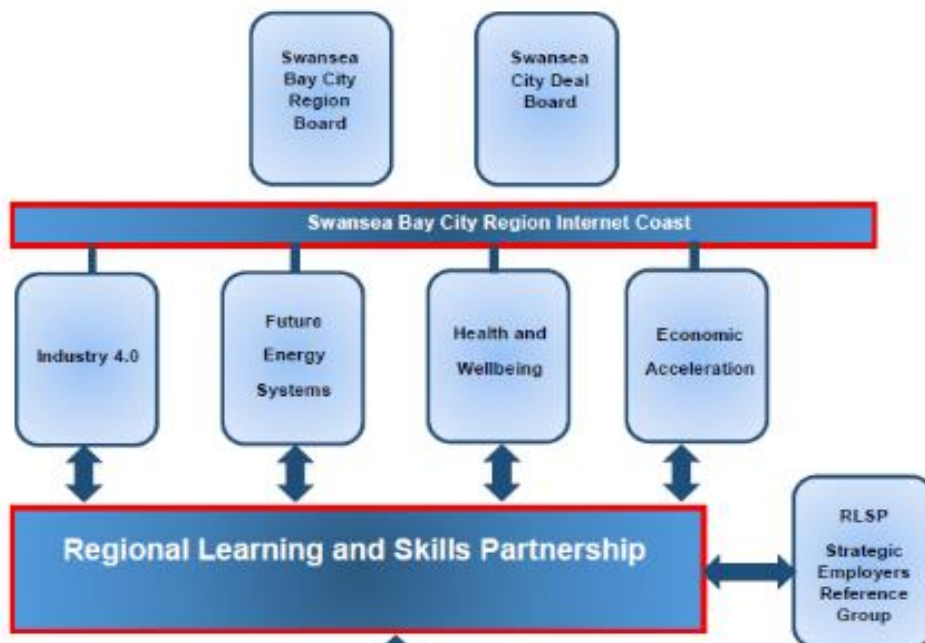 Swansea
Bay City
Region
Board
Swansea
City Deal
Board
Swansea Bay City Region Internet Coast
Industry 4.0
Future
Energy
Systems
Health and
Wellbeing
Economic
Acceleration
Regional Learning and Skills Partnership
RLSP
Strategic
Employers
Reference
Group